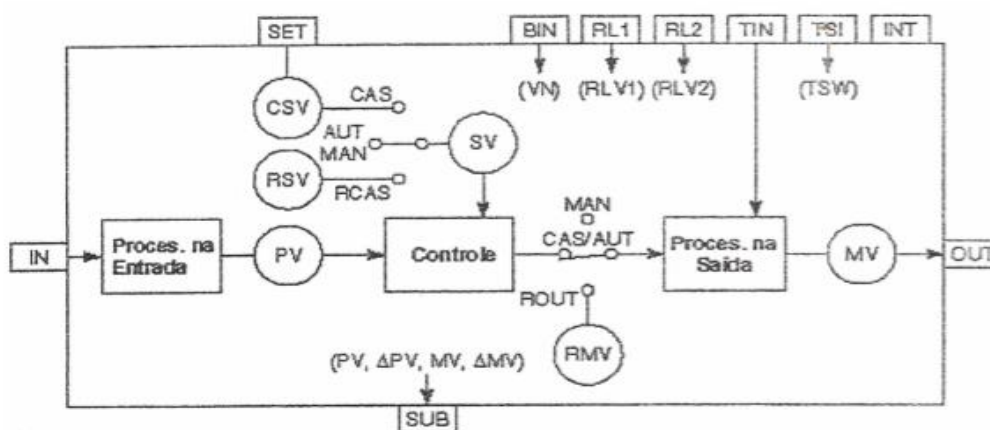 SET BIN RL1 RL2 TIN TSI INT
(VN) (RLV1) (RLV2) (TSW)
CSV CAS
AUT
MAN SV
RSV RCAS
MAN
CAS/AUT
IN Proces. na
Entrada PV Controle Proces. na
Saída MV OUT
ROUT
RMV
(PV, ΔPV, MV, ΔMV)
SUB